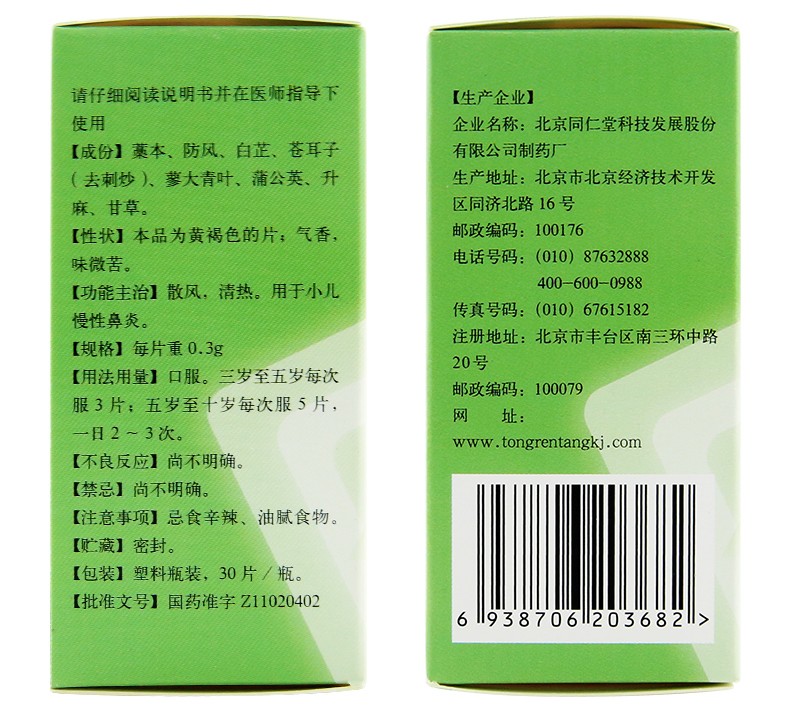 请仔细阅读说明书并在医师指导下
使用
【成份】藁本、防风、白芷、苍耳子
(去刺炒)、蓼大青叶、蒲公英、升
麻、甘草。
【性状】本品为黄褐色的片；气香，
味微苦。
【功能主治】散风，清热。用于小儿
慢性鼻炎。
【规格】每片重 0.3g
【用法用量】口服。三岁至五岁每次
服 3 片；五岁至十岁每次服 5 片，
一日 2 ~ 3 次。
【不良反应】尚不明确。
【禁忌】尚不明确。
【注意事项】忌食辛辣、油腻食物。
【贮藏】密封。
【包装】塑料瓶装，30 片 / 瓶。
【批准文号】国药准字 Z11020402
【生产企业】
企业名称：北京同仁堂科技发展股份
有限公司制药厂
生产地址：北京市北京经济技术开发
区同济北路 16 号
邮政编码：100176
电话号码：(010) 87632888
400-600-0988
传真号码：(010) 67615182
注册地址：北京市丰台区南三环中路
20号
邮政编码：100079
网 址：
www.tongrentangkj.com
6 938706 203682 >